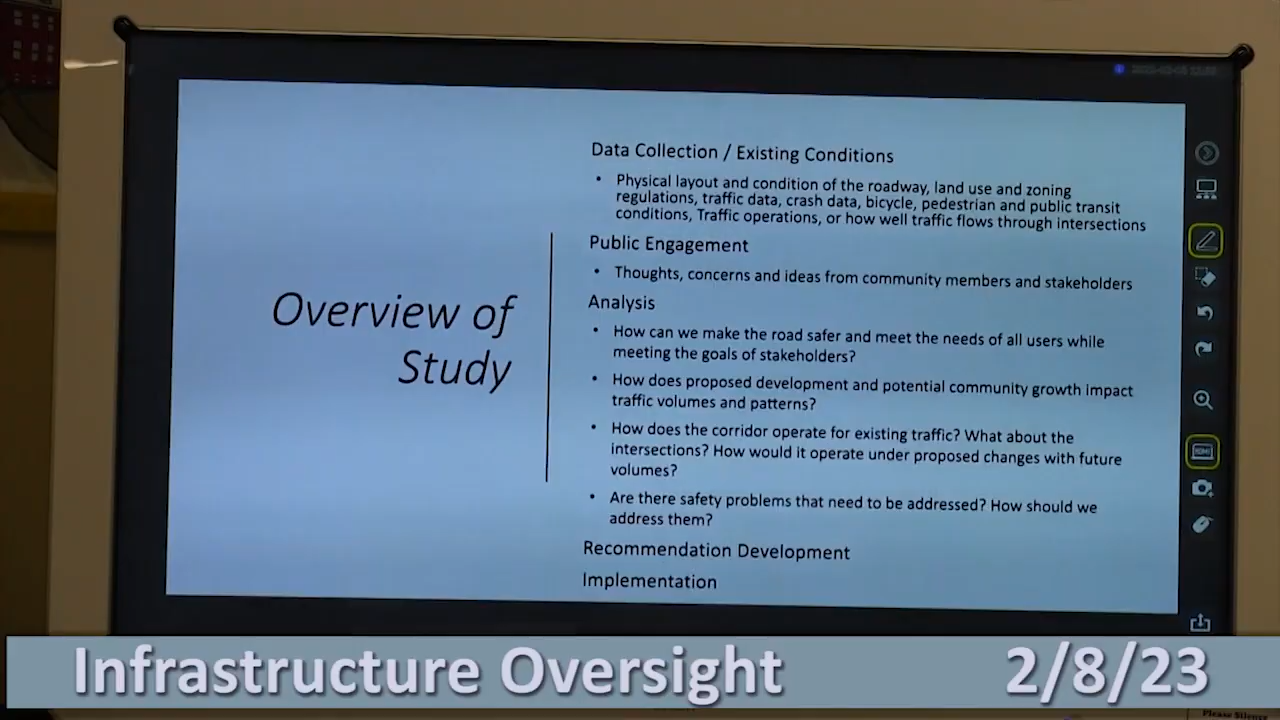 Data Collection / Existing Conditions
• Physical layout and condition of the roadway, land use and zoning
regulations, traffic data, crash data, bicycle, pedestrian and public transit
conditions, Traffic operations, or how well traffic flows through intersections
Public Engagement
• Thoughts, concerns and ideas from community members and stakeholders
Overview of
Study
Analysis
• How can we make the road safer and meet the needs of all users while
meeting the goals of stakeholders?
• How does proposed development and potential community growth impact
traffic volumes and patterns?
• How does the corridor operate for existing traffic? What about the
intersections? How would it operate under proposed changes with future
volumes?
• Are there safety problems that need to be addressed? How should we
address them?
Recommendation Development
Implementation
Infrastructure Oversight 2/8/23
Please Silence